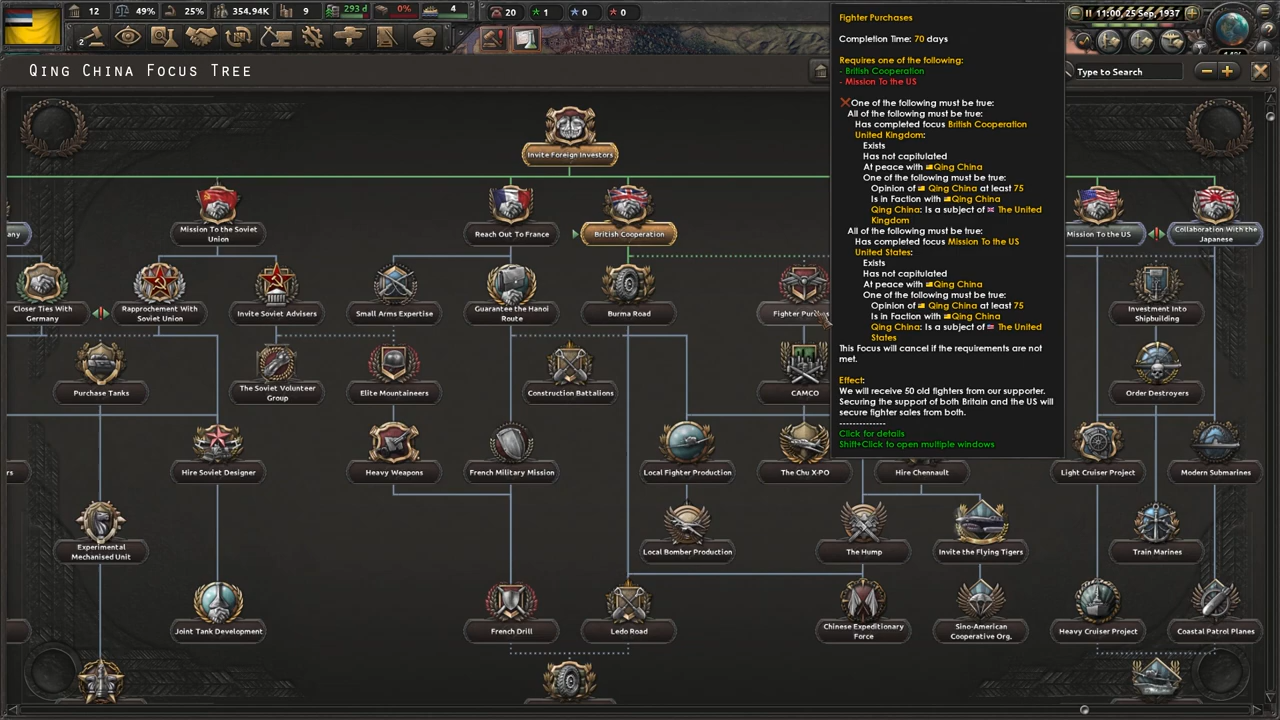 12 49% 25% 354.94K 9 293 d 0% 4 20 1 0 0
11:00, 25 Sep, 1937
2
Qing China Focus Tree
Type to Search
Invite Foreign Investors
any
Mission To the Soviet Union
Reach Out To France
British Cooperation
Mission To the US
Collaboration With the Japanese
Closer Ties With Germany
Rapprochement With Soviet Union
Invite Soviet Advisers
Small Arms Expertise
Guarantee the Hanoi Route
Burma Road
Investment Into Shipbuilding
Purchase Tanks
The Soviet Volunteer Group
Elite Mountaineers
Construction Battalions
CAMCO
Order Destroyers
rs
Hire Soviet Designer
Heavy Weapons
French Military Mission
Local Fighter Production
The Chu X-PO
Hire Chennault
Light Cruiser Project
Modern Submarines
Experimental Mechanised Unit
Local Bomber Production
The Hump
Invite the Flying Tigers
Train Marines
Joint Tank Development
French Drill
Ledo Road
Chinese Expeditionary Force
Sino-American Cooperative Org.
Heavy Cruiser Project
Coastal Patrol Planes
Fighter Purchases
Completion Time: 70 days
Requires one of the following:
- British Cooperation
- Mission To the US
One of the following must be true:
All of the following must be true:
Has completed focus British Cooperation
United Kingdom:
Exists
Has not capitulated
At peace with Qing China
One of the following must be true:
Opinion of Qing China at least 75
Is in Faction with Qing China
Qing China: Is a subject of The United
Kingdom
All of the following must be true:
Has completed focus Mission To the US
United States:
Exists
Has not capitulated
At peace with Qing China
One of the following must be true:
Opinion of Qing China at least 75
Is in Faction with Qing China
Qing China: Is a subject of The United
States
This Focus will cancel if the requirements are not
met.
Effect:
We will receive 50 old fighters from our supporter.
Securing the support of both Britain and the US will
secure fighter sales from both.
--------------
Click for details
Shift+Click to open multiple windows